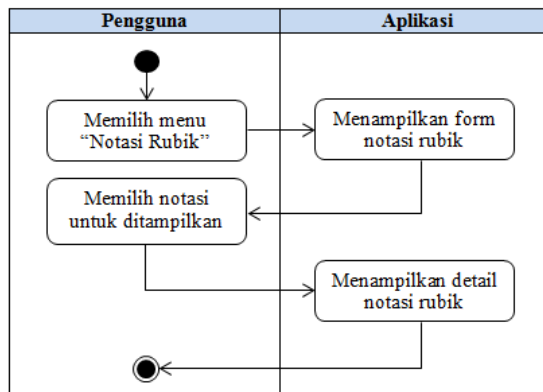 Pengguna
Aplikasi
Memilih menu
“Notasi Rubik”
Menampilkan form
notasi rubik
Memilih notasi
untuk ditampilkan
Menampilkan detail
notasi rubik